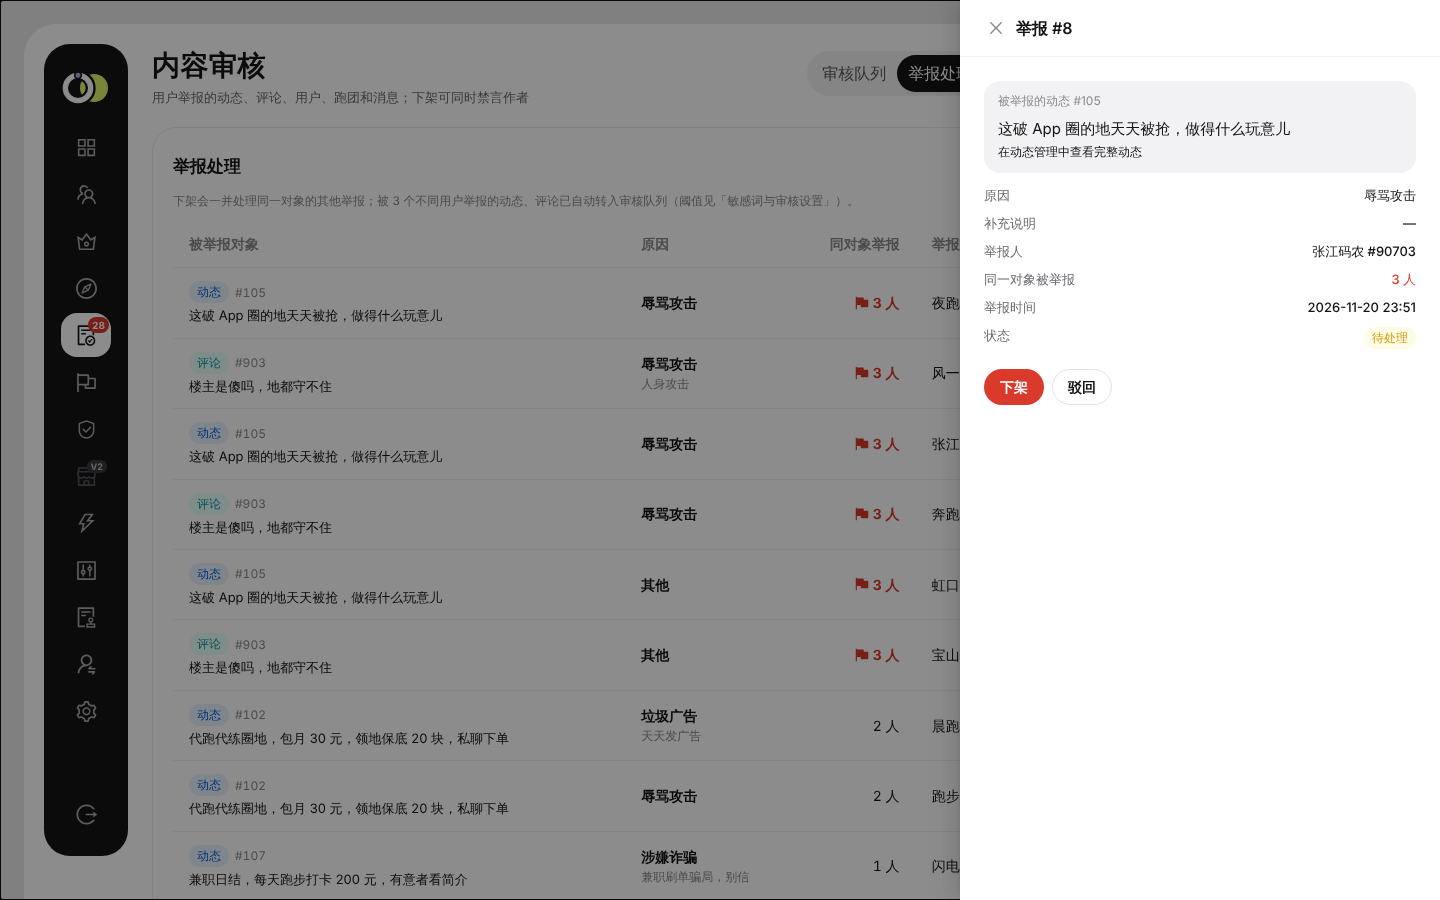 28
V2
内容审核
用户举报的动态、评论、用户、跑团和消息；下架可同时禁言作者
审核队列
举报处
举报处理
下架会一并处理同一对象的其他举报；被 3 个不同用户举报的动态、评论已自动转入审核队列（阈值见「敏感词与审核设置」）。
被举报对象 原因 同对象举报 举报
动态 #105
这破 App 圈的地天天被抢，做得什么玩意儿
辱骂攻击
3 人
夜跑
评论 #903
楼主是傻吗，地都守不住
辱骂攻击
人身攻击
3 人
风一
动态 #105
这破 App 圈的地天天被抢，做得什么玩意儿
辱骂攻击
3 人
张江
评论 #903
楼主是傻吗，地都守不住
辱骂攻击
3 人
奔跑
动态 #105
这破 App 圈的地天天被抢，做得什么玩意儿
其他
3 人
虹口
评论 #903
楼主是傻吗，地都守不住
其他
3 人
宝山
动态 #102
代跑代练圈地，包月 30 元，领地保底 20 块，私聊下单
垃圾广告
天天发广告
2 人
晨跑
动态 #102
代跑代练圈地，包月 30 元，领地保底 20 块，私聊下单
辱骂攻击
2 人
跑步
动态 #107
兼职日结，每天跑步打卡 200 元，有意者看简介
涉嫌诈骗
兼职刷单骗局，别信
1 人
闪电
举报 #8
被举报的动态 #105
这破 App 圈的地天天被抢，做得什么玩意儿
在动态管理中查看完整动态
原因 辱骂攻击
补充说明 —
举报人 张江码农 #90703
同一对象被举报 3 人
举报时间 2026-11-20 23:51
状态 待处理
下架 驳回